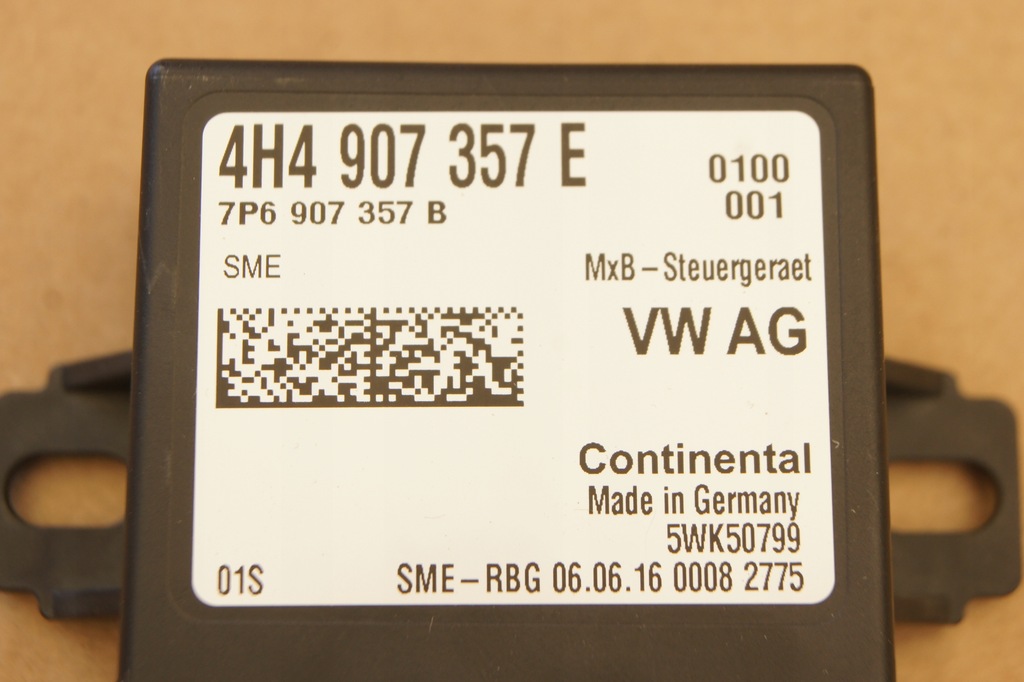 4H4 907 357 E
0100
7P6 907 357 B
001
SME
MxB – Steuergeraet
VW AG
Continental
Made in Germany
5WK50799
01S
SME – RBG 06.06.16 0008 2775